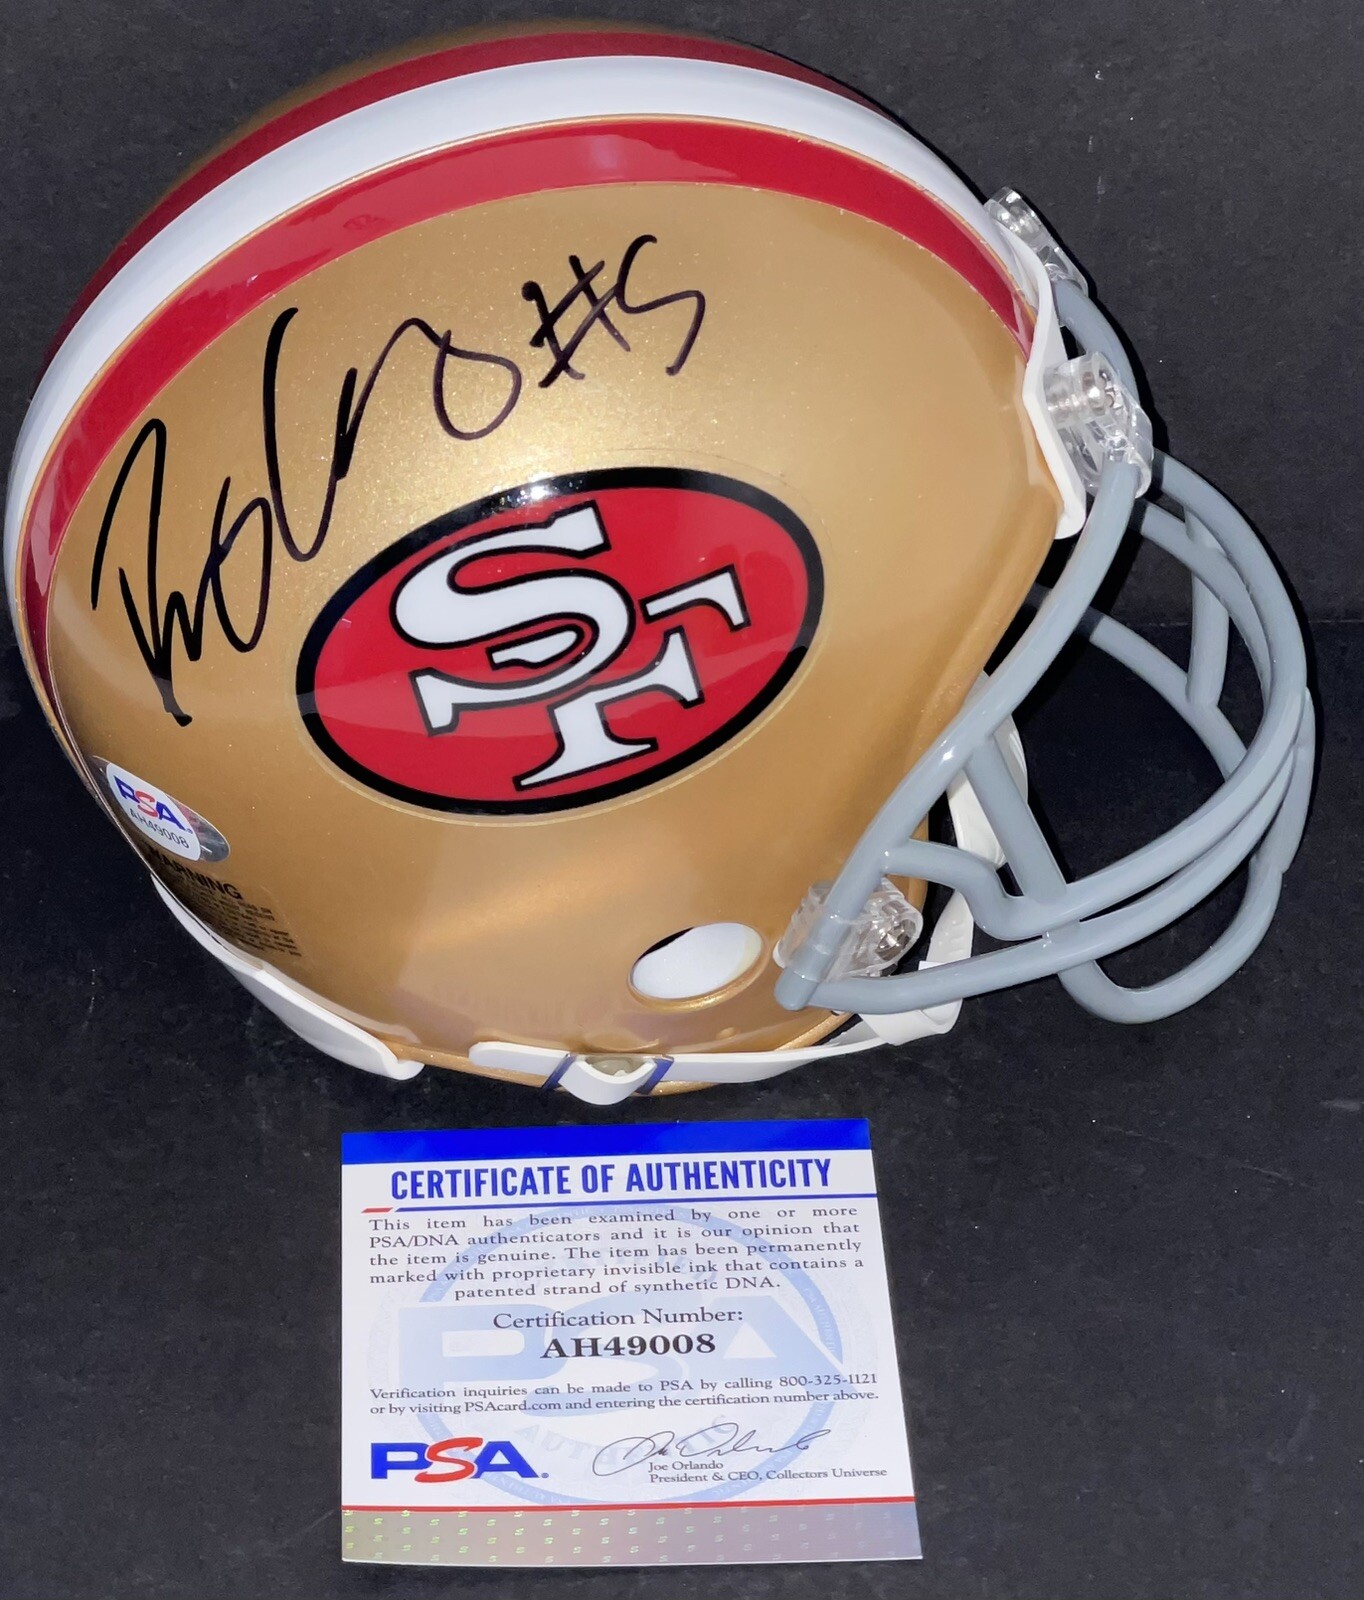 #5
SF
PSA
AH49008
WARNING
CERTIFICATE OF AUTHENTICITY
This item has been examined by one or more
PSA/DNA authenticators and it is our opinion that
the item is genuine. The item has been permanently
marked with proprietary invisible ink that contains a
patented strand of synthetic DNA.
Certification Number:
AH49008
Verification inquiries can be made to PSA by calling 800-325-1121
or by visiting PSAcard.com and entering the certification number above.
PSA
Joe Orlando
President & CEO, Collectors Universe